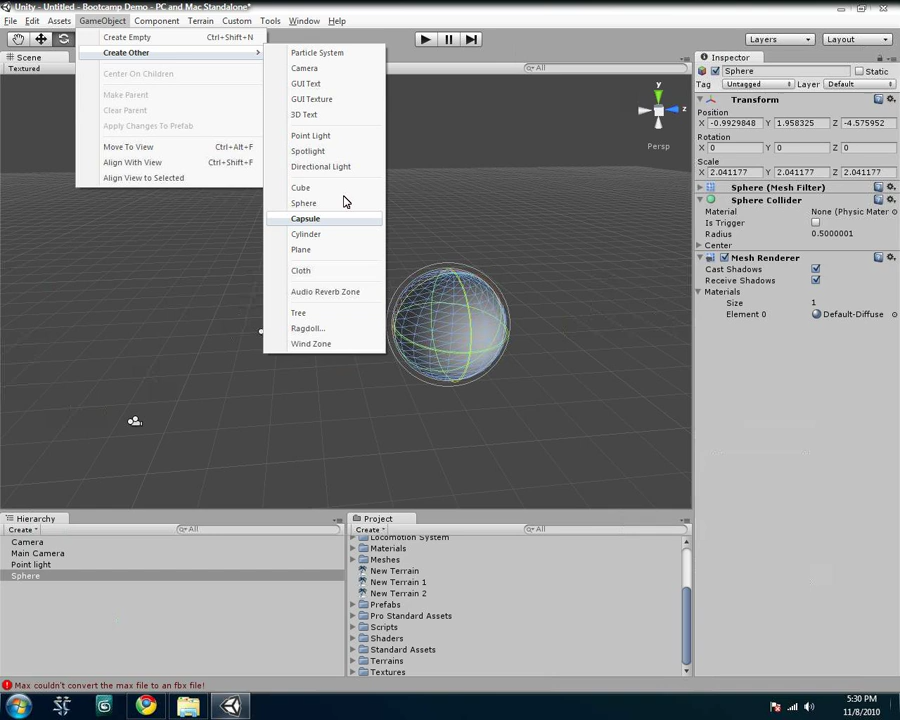 Unity - Untitled - Bootcamp Demo - PC and Mac Standalone*
File Edit Assets GameObject Component Terrain Custom Tools Window Help
Create Empty Ctrl+Shift+N
Create Other
Center On Children
Make Parent
Clear Parent
Apply Changes To Prefab
Move To View Ctrl+Alt+F
Align With View Ctrl+Shift+F
Align View to Selected
Particle System
Camera
GUI Text
GUI Texture
3D Text
Point Light
Spotlight
Directional Light
Cube
Sphere
Capsule
Cylinder
Plane
Cloth
Audio Reverb Zone
Tree
Ragdoll...
Wind Zone
Layers Layout
Scene
Textured
All
y
z
Persp
Inspector
Sphere Static
Tag Untagged Layer Default
Transform
Position
X -0.9929848 Y 1.958325 Z -4.575952
Rotation
X 0 Y 0 Z 0
Scale
X 2.041177 Y 2.041177 Z 2.041177
Sphere (Mesh Filter)
Sphere Collider
Material None (Physic Mater
Is Trigger
Radius 0.5000001
Center
Mesh Renderer
Cast Shadows
Receive Shadows
Materials
Size 1
Element 0 Default-Diffuse
Hierarchy
Create All
Camera
Main Camera
Point light
Sphere
Project
Create All
Locomotion System
Materials
Meshes
New Terrain
New Terrain 1
New Terrain 2
Prefabs
Pro Standard Assets
Scripts
Shaders
Standard Assets
Terrains
Textures
Max couldn't convert the max file to an fbx file!
5:30 PM
11/8/2010